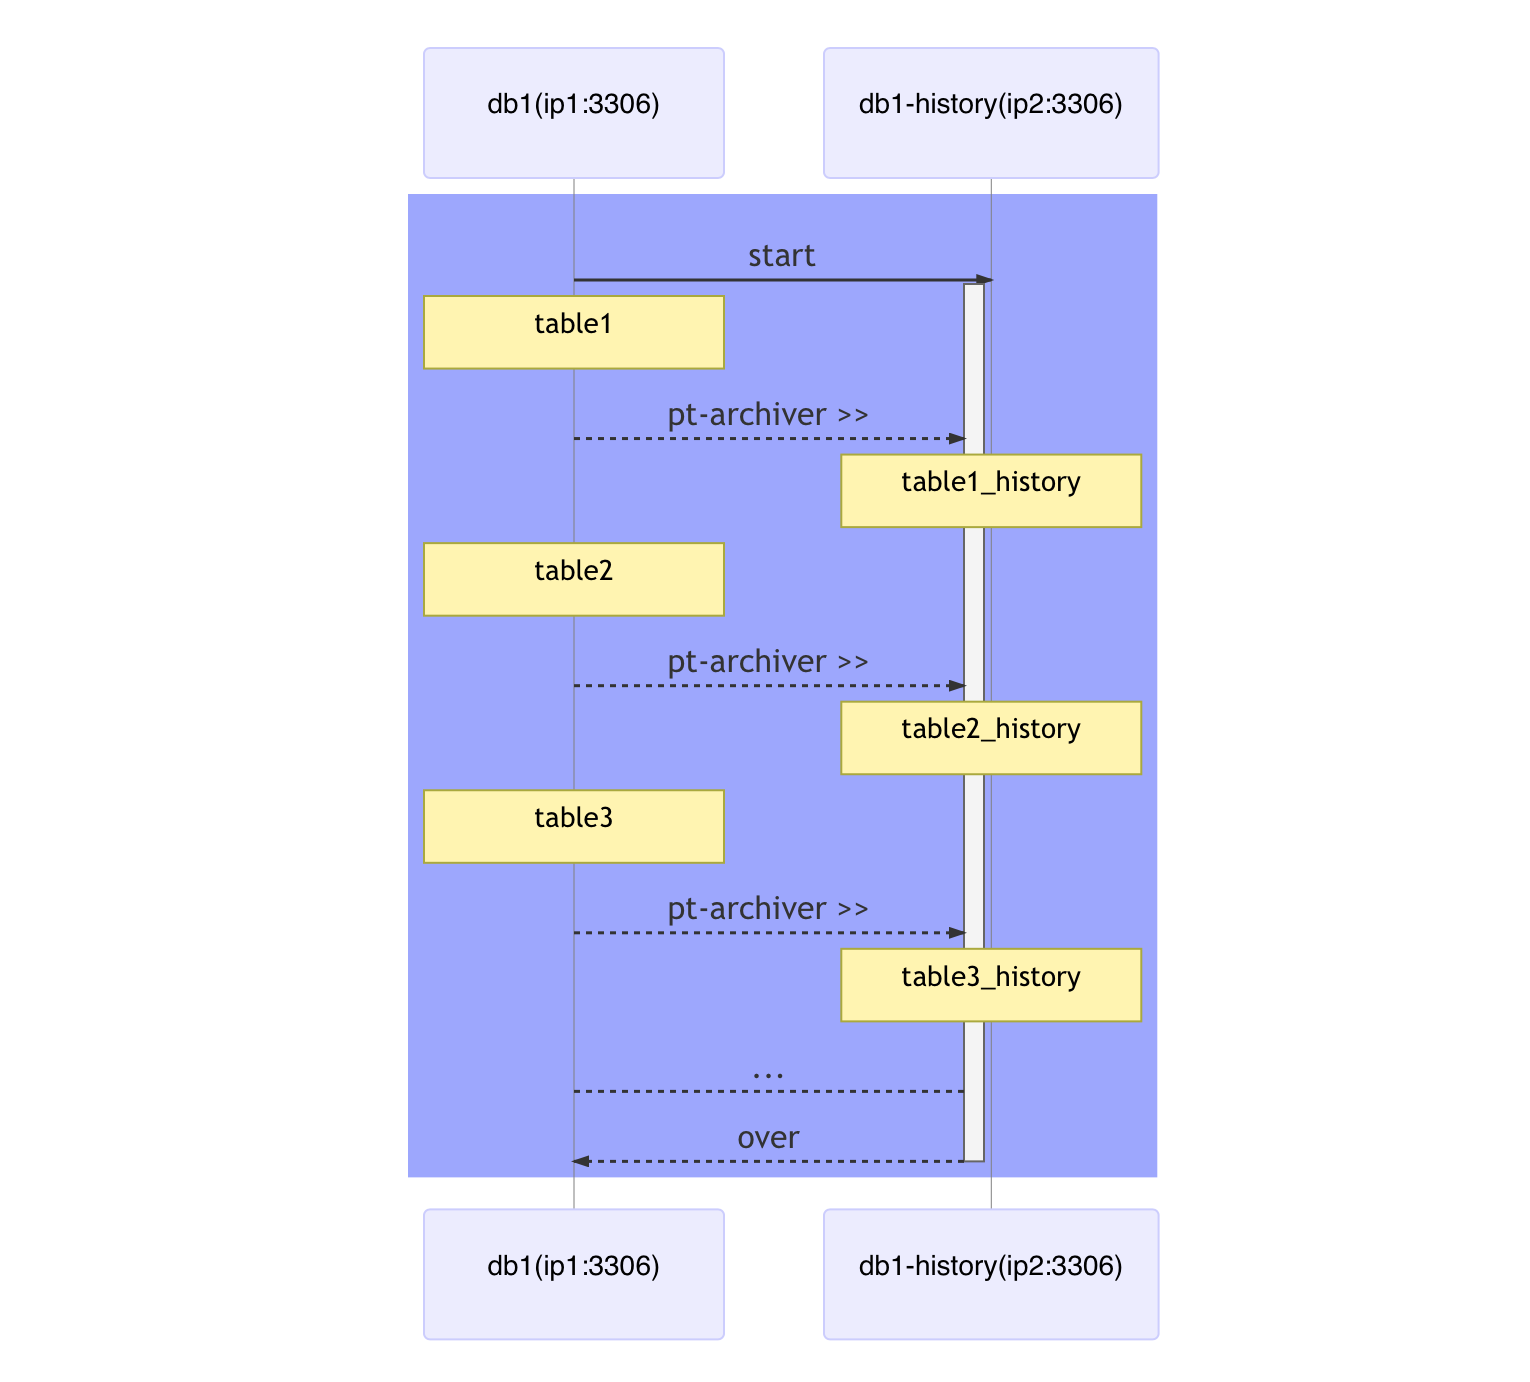 db1(ip1:3306)
db1-history(ip2:3306)
start
table1
pt-archiver >>
table1_history
table2
pt-archiver >>
table2_history
table3
pt-archiver >>
table3_history
...
over
db1(ip1:3306)
db1-history(ip2:3306)